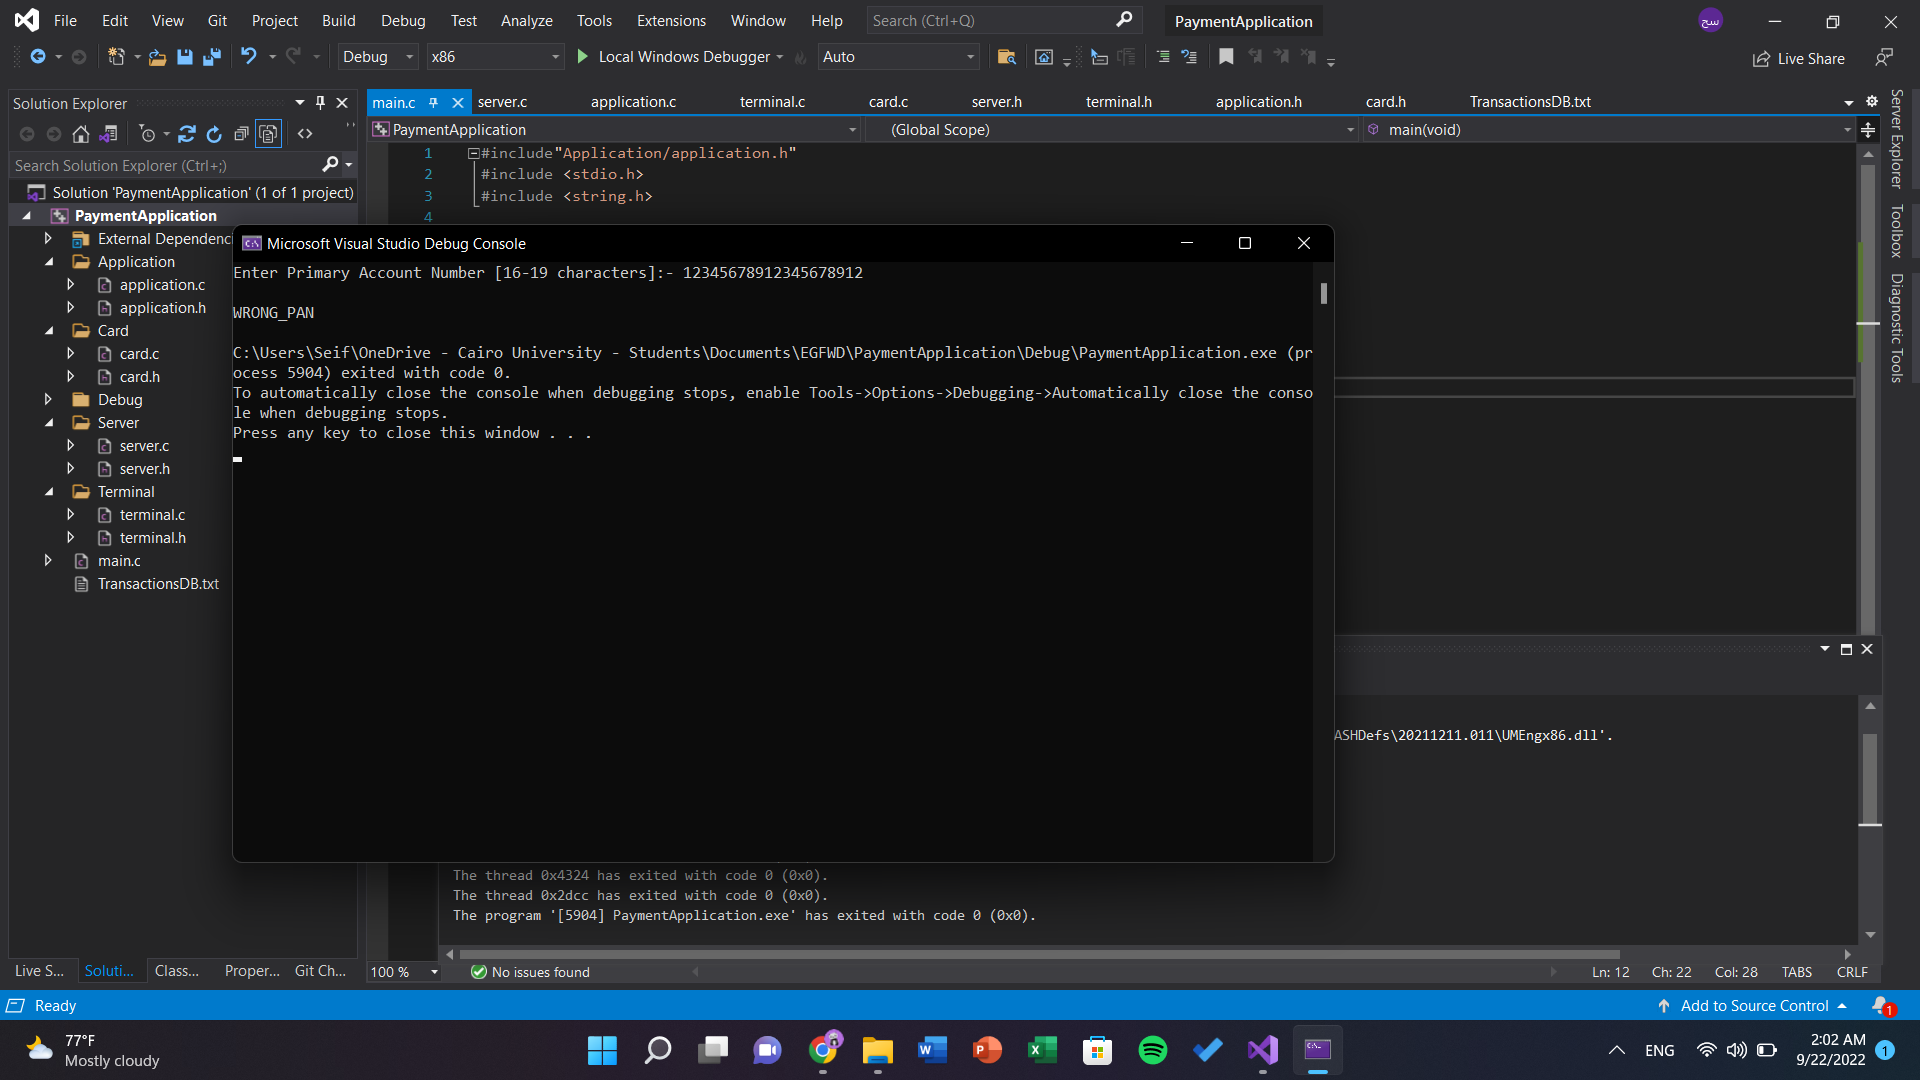 File Edit View Git Project Build Debug Test Analyze Tools Extensions Window Help Search (Ctrl+Q) PaymentApplication سح
Debug x86 Local Windows Debugger Auto Live Share
Solution Explorer
main.c server.c application.c terminal.c card.c server.h terminal.h application.h card.h TransactionsDB.txt
PaymentApplication (Global Scope) main(void)
Search Solution Explorer (Ctrl+;)
Solution 'PaymentApplication' (1 of 1 project)
PaymentApplication
External Dependenc
Application
application.c
application.h
Card
card.c
card.h
Debug
Server
server.c
server.h
Terminal
terminal.c
terminal.h
main.c
TransactionsDB.txt
1 #include"Application/application.h"
2 #include <stdio.h>
3 #include <string.h>
4
Microsoft Visual Studio Debug Console
Enter Primary Account Number [16-19 characters]:- 12345678912345678912
WRONG_PAN
C:\Users\Seif\OneDrive - Cairo University - Students\Documents\EGFWD\PaymentApplication\Debug\PaymentApplication.exe (pr
ocess 5904) exited with code 0.
To automatically close the console when debugging stops, enable Tools->Options->Debugging->Automatically close the conso
le when debugging stops.
Press any key to close this window . . .
Server Explorer
Toolbox
Diagnostic Tools
ASHDefs\20211211.011\UMEngx86.dll'.
The thread 0x4324 has exited with code 0 (0x0).
The thread 0x2dcc has exited with code 0 (0x0).
The program '[5904] PaymentApplication.exe' has exited with code 0 (0x0).
Live S... Soluti... Class... Proper... Git Ch...
100 % No issues found Ln: 12 Ch: 22 Col: 28 TABS CRLF
Ready Add to Source Control 1
77°F
Mostly cloudy
ENG
2:02 AM
9/22/2022
1